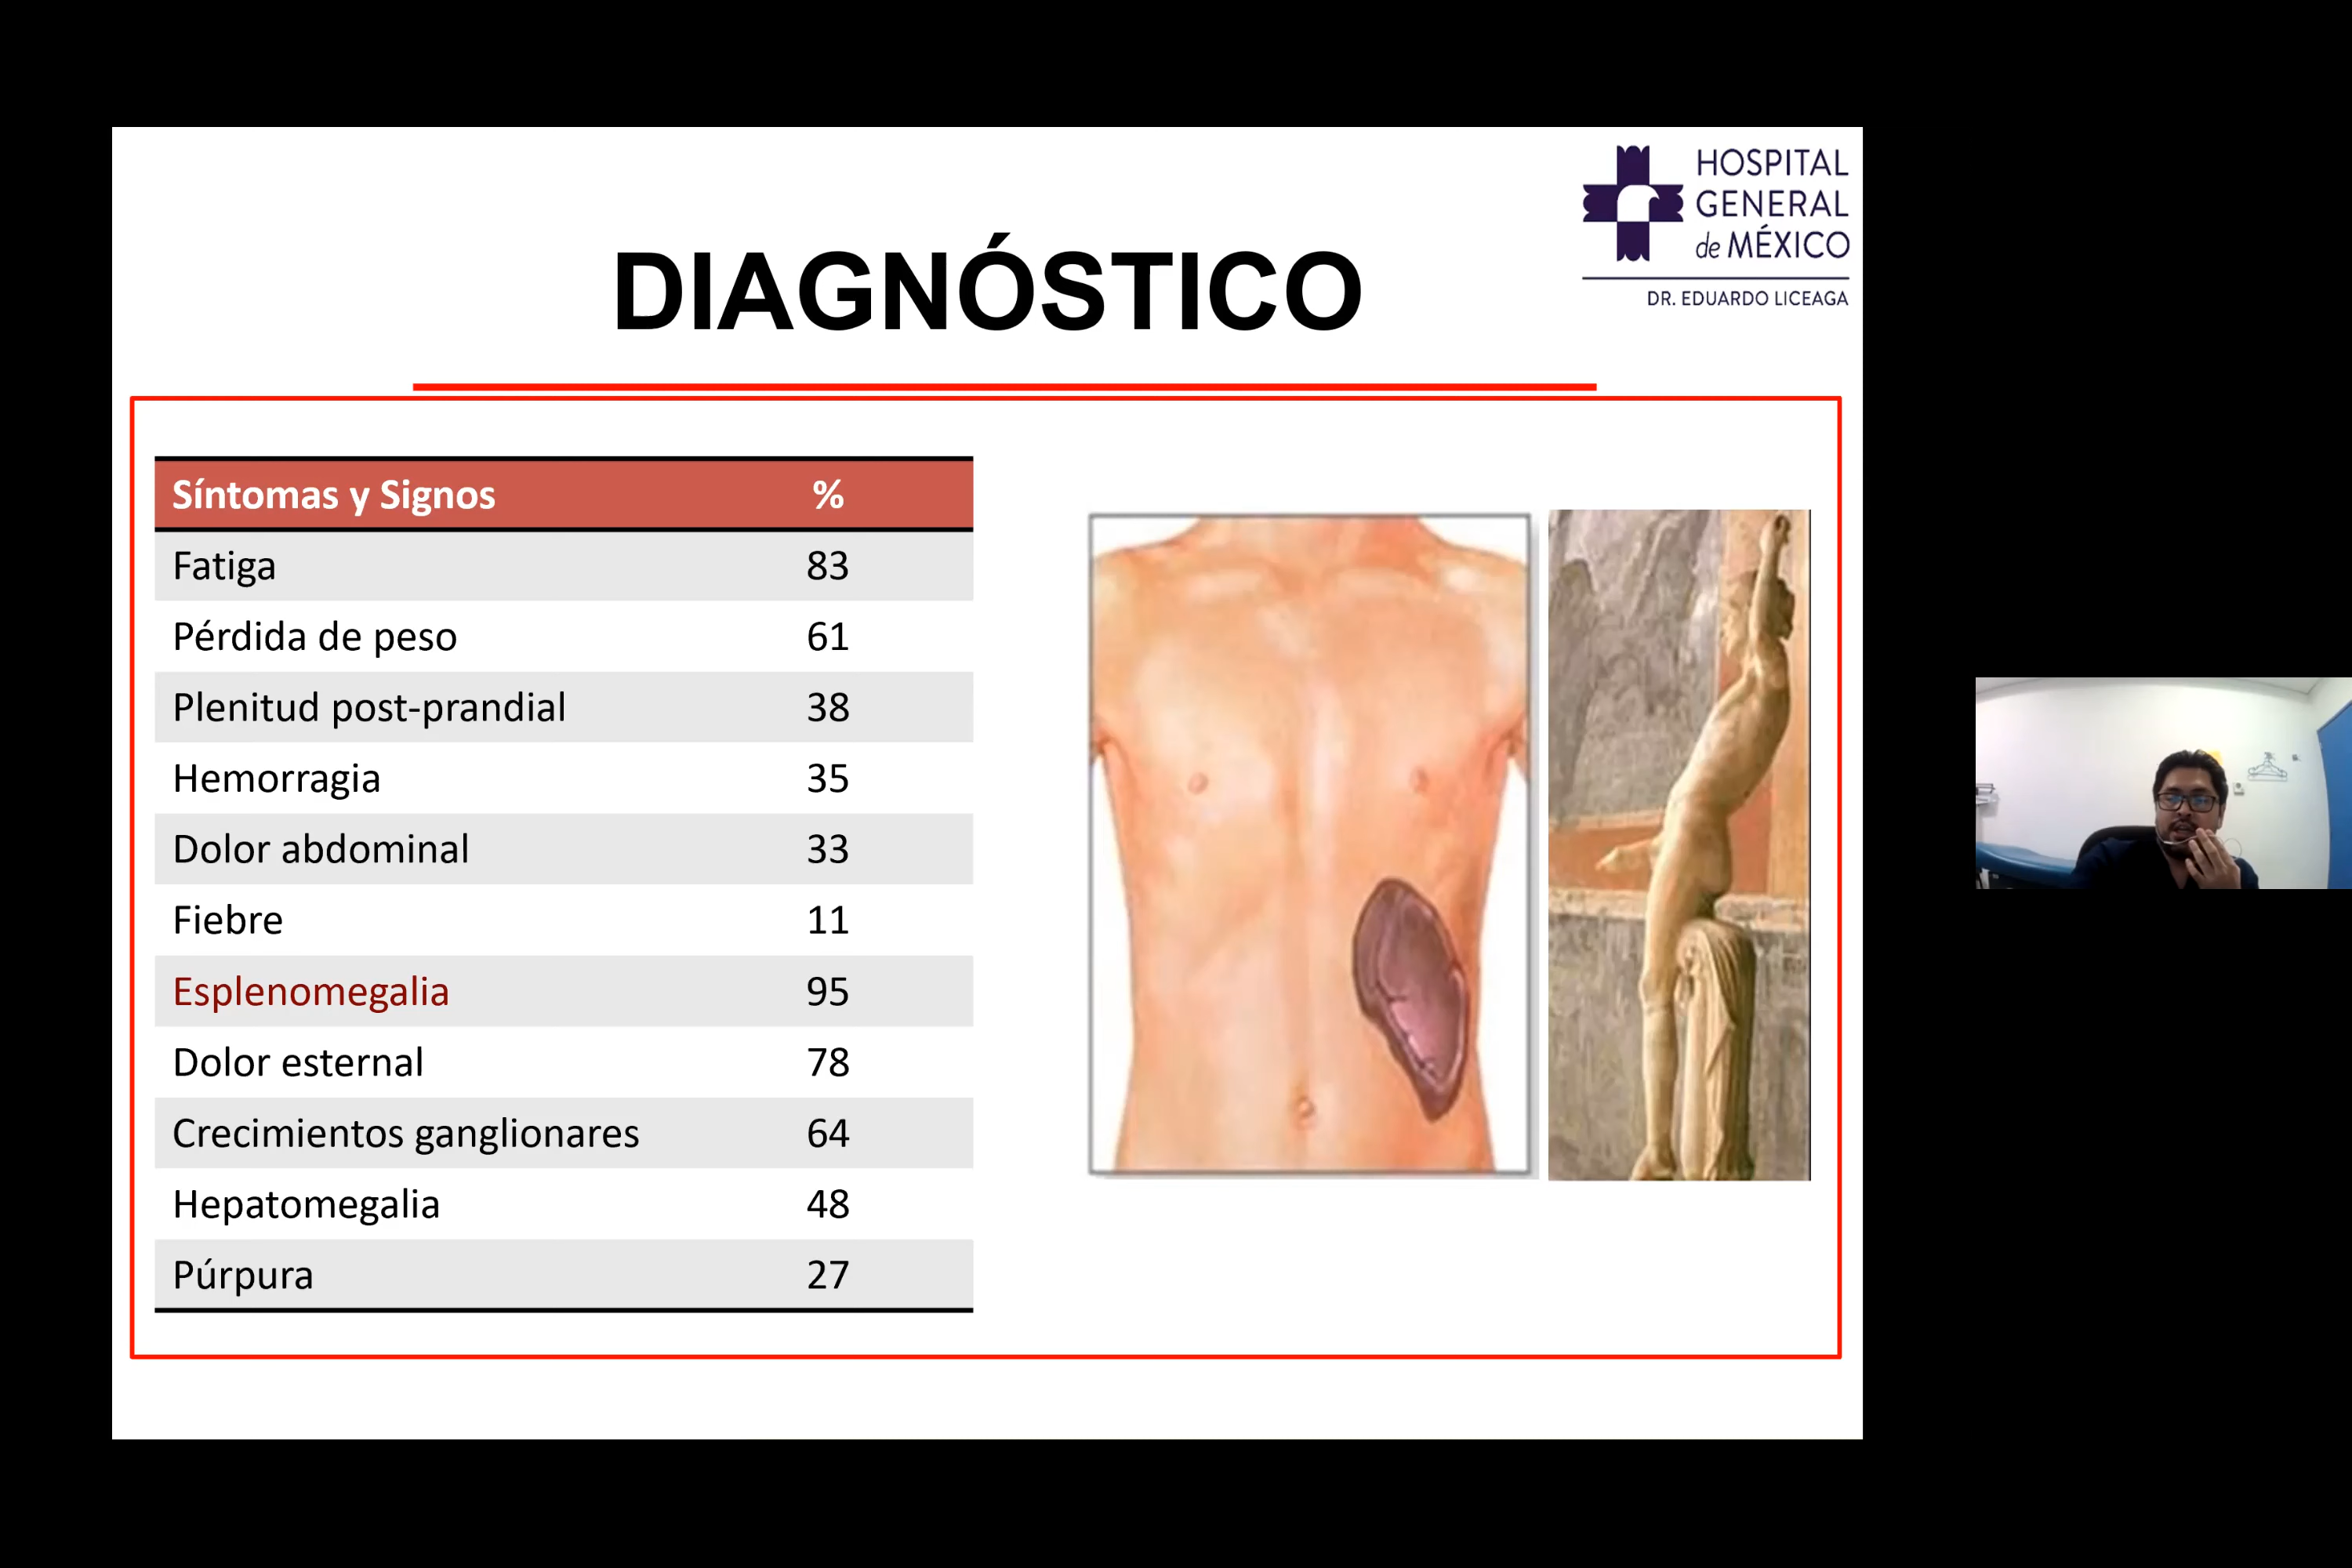 HOSPITAL
GENERAL
de MÉXICO
DR. EDUARDO LICEAGA
DIAGNÓSTICO
Síntomas y Signos %
Fatiga 83
Pérdida de peso 61
Plenitud post-prandial 38
Hemorragia 35
Dolor abdominal 33
Fiebre 11
Esplenomegalia 95
Dolor esternal 78
Crecimientos ganglionares 64
Hepatomegalia 48
Púrpura 27